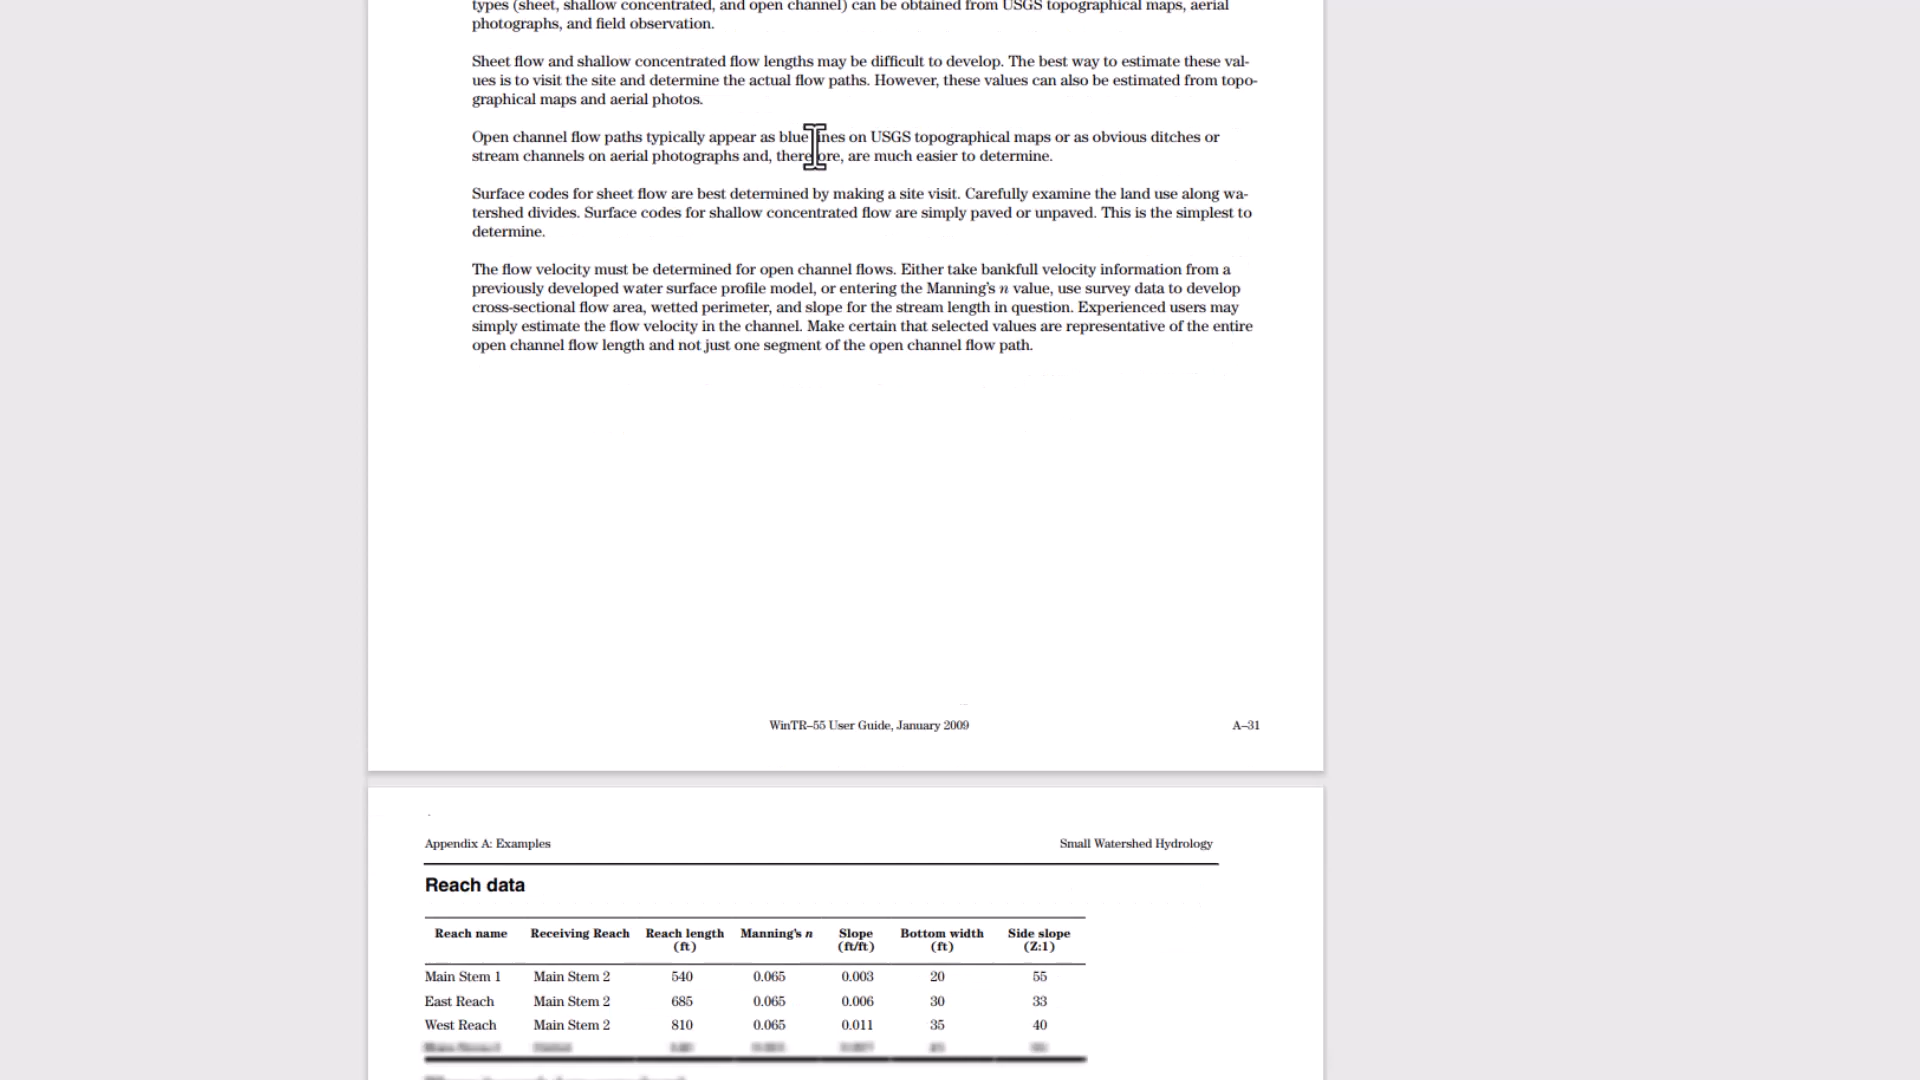 types (sheet, shallow concentrated, and open channel) can be obtained from USGS topographical maps, aerial
photographs, and field observation.
Sheet flow and shallow concentrated flow lengths may be difficult to develop. The best way to estimate these val-
ues is to visit the site and determine the actual flow paths. However, these values can also be estimated from topo-
graphical maps and aerial photos.
Open channel flow paths typically appear as blue lines on USGS topographical maps or as obvious ditches or
stream channels on aerial photographs and, therefore, are much easier to determine.
Surface codes for sheet flow are best determined by making a site visit. Carefully examine the land use along wa-
tershed divides. Surface codes for shallow concentrated flow are simply paved or unpaved. This is the simplest to
determine.
The flow velocity must be determined for open channel flows. Either take bankfull velocity information from a
previously developed water surface profile model, or entering the Manning's n value, use survey data to develop
cross-sectional flow area, wetted perimeter, and slope for the stream length in question. Experienced users may
simply estimate the flow velocity in the channel. Make certain that selected values are representative of the entire
open channel flow length and not just one segment of the open channel flow path.
WinTR–55 User Guide, January 2009 A–31
Appendix A: Examples Small Watershed Hydrology
Reach data
Reach name Receiving Reach Reach length Manning's n Slope Bottom width Side slope
(ft) (ft/ft) (ft) (Z:1)
Main Stem 1 Main Stem 2 540 0.065 0.003 20 55
East Reach Main Stem 2 685 0.065 0.006 30 33
West Reach Main Stem 2 810 0.065 0.011 35 40